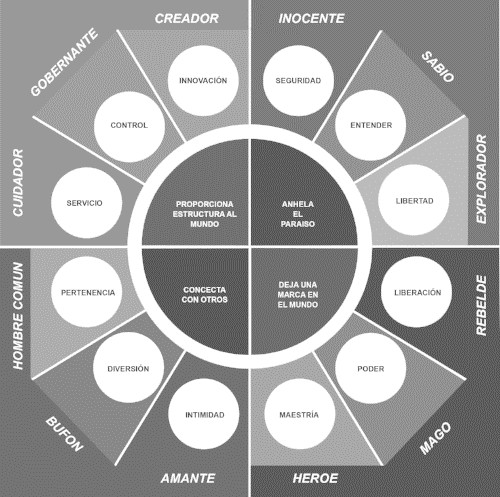 CREADOR
INOCENTE
GOBERNANTE
SABIO
INNOVACIÓN
SEGURIDAD
CONTROL
ENTENDER
CUIDADOR
EXPLORADOR
SERVICIO
LIBERTAD
PROPORCIONA
ESTRUCTURA AL
MUNDO
ANHELA
EL
PARAISO
CONCECTA
CON OTROS
DEJA UNA
MARCA EN
EL MUNDO
HOMBRE COMUN
PERTENENCIA
LIBERACIÓN
REBELDE
DIVERSIÓN
PODER
BUFON
MAGO
INTIMIDAD
MAESTRÍA
AMANTE
HEROE